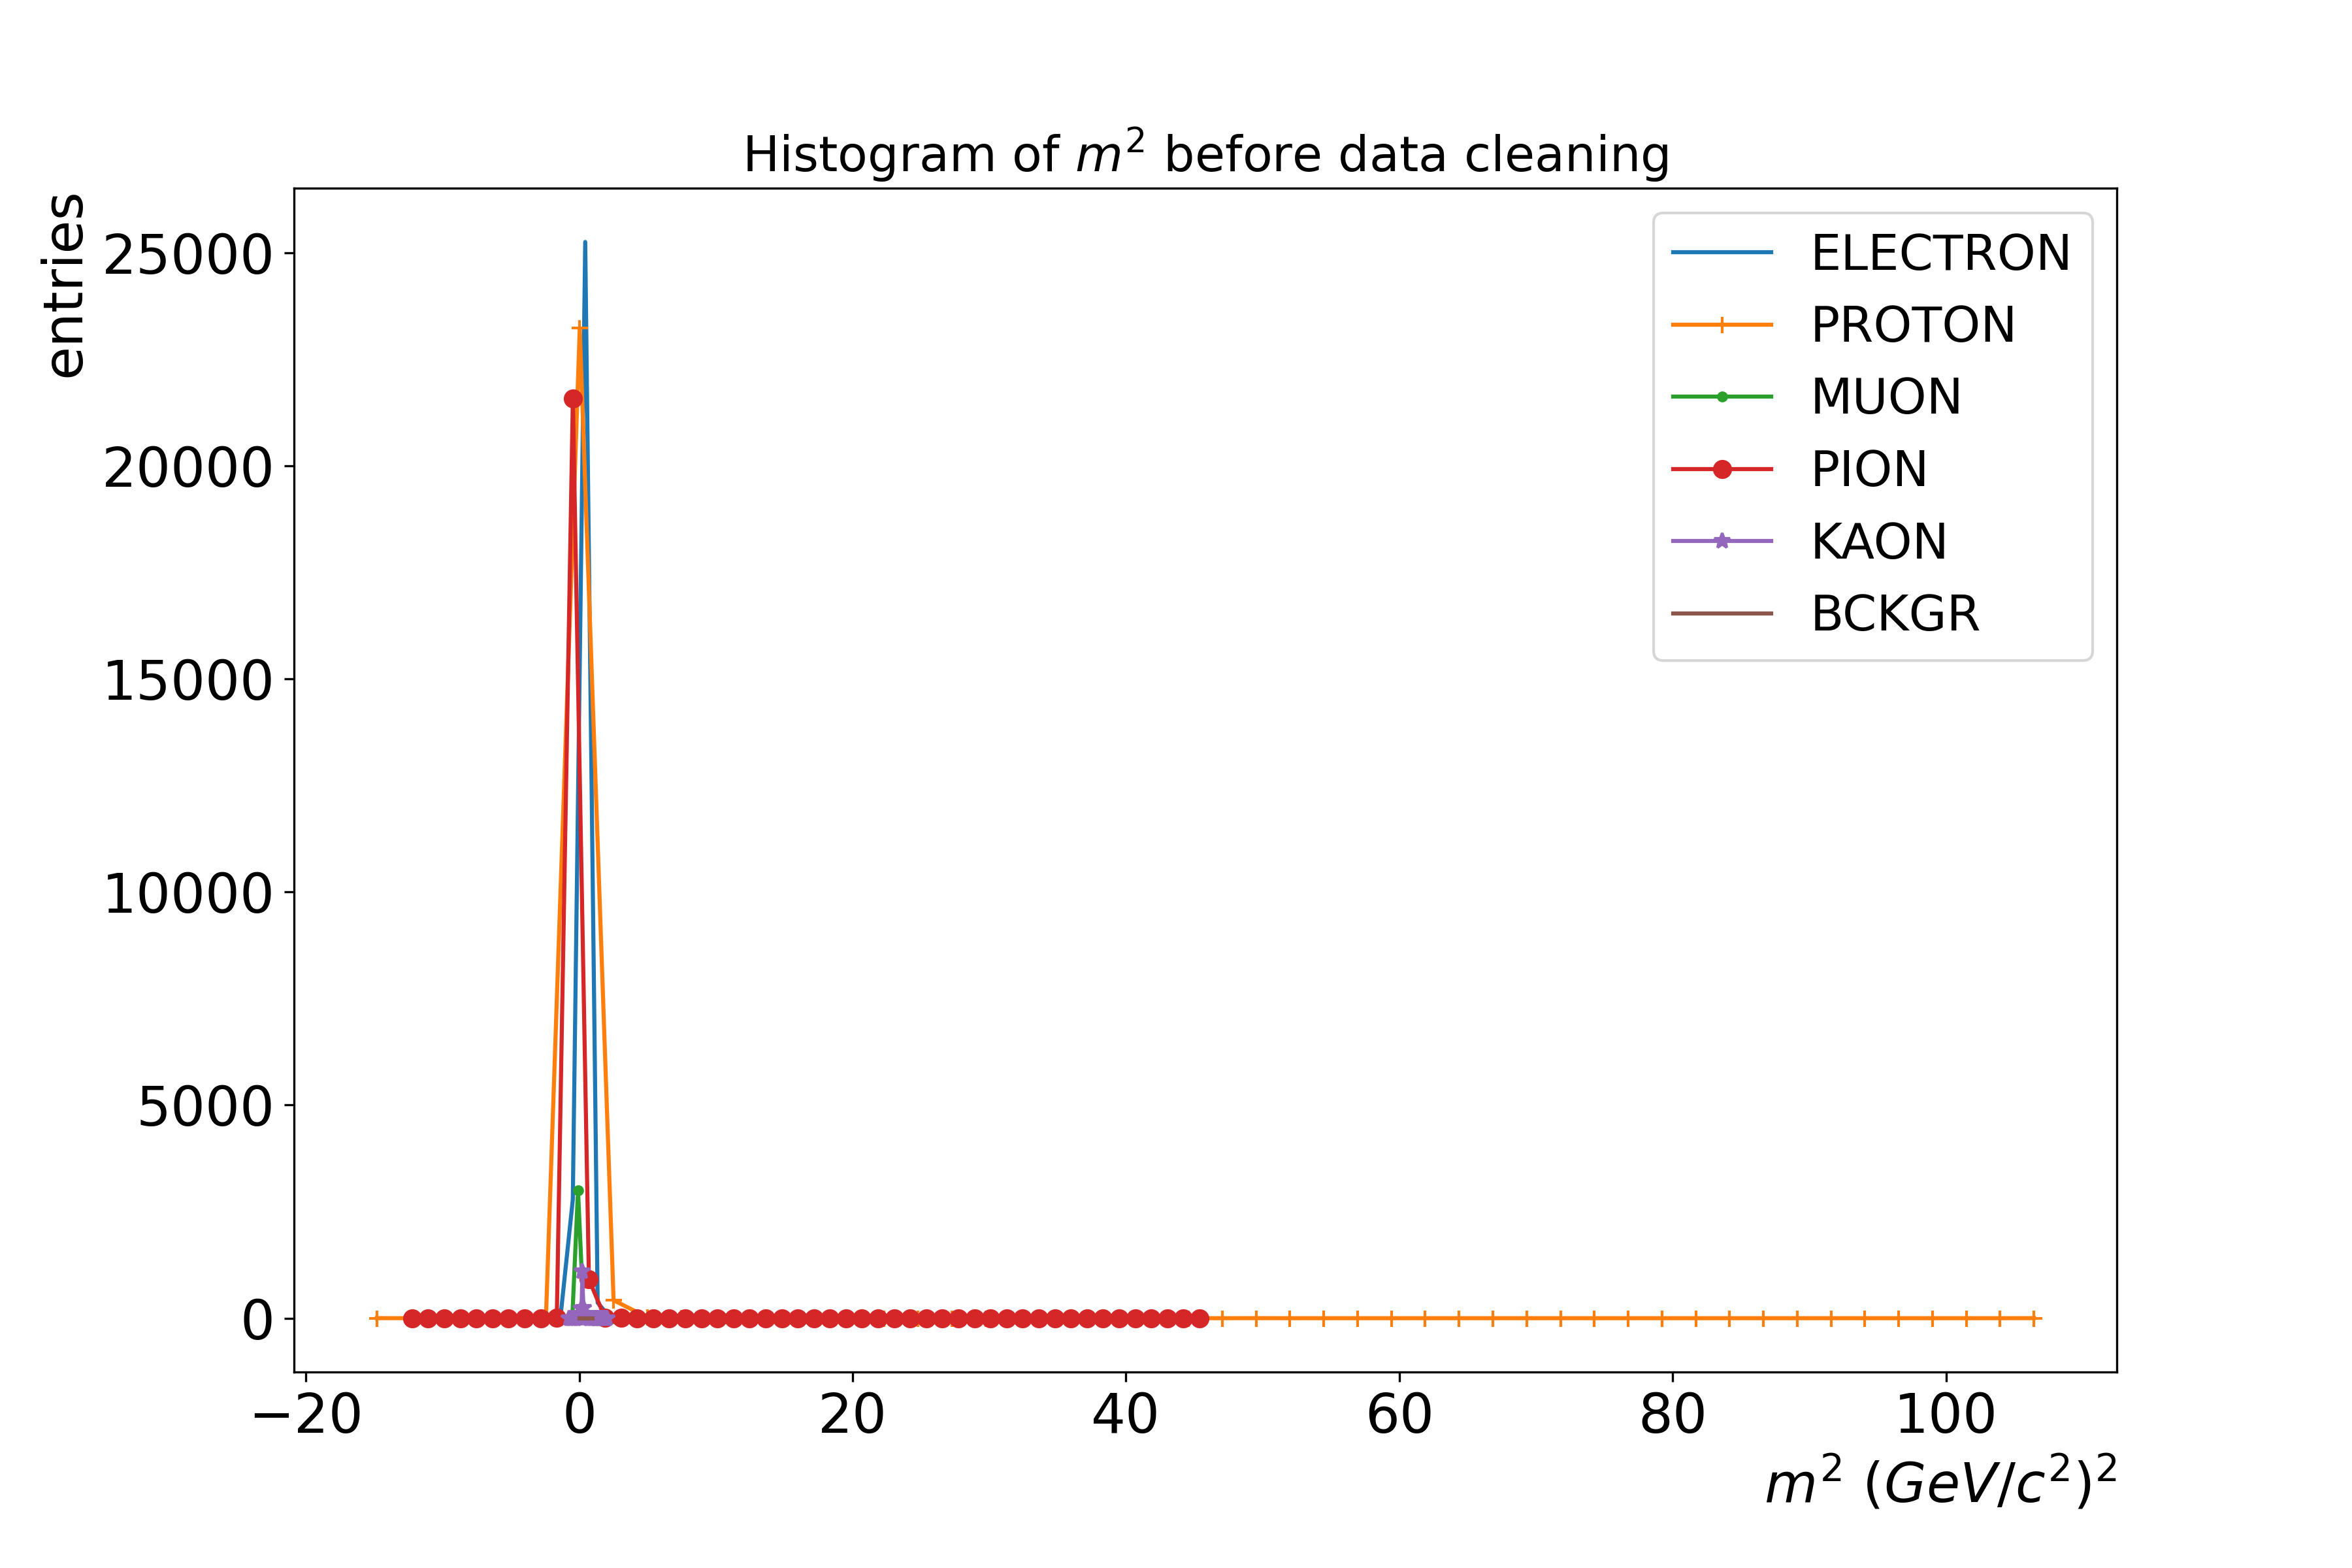 Histogram of m² before data cleaning
entries
25000
20000
15000
10000
5000
0
−20 0 20 40 60 80 100
m² (GeV/c²)²
ELECTRON
PROTON
MUON
PION
KAON
BCKGR